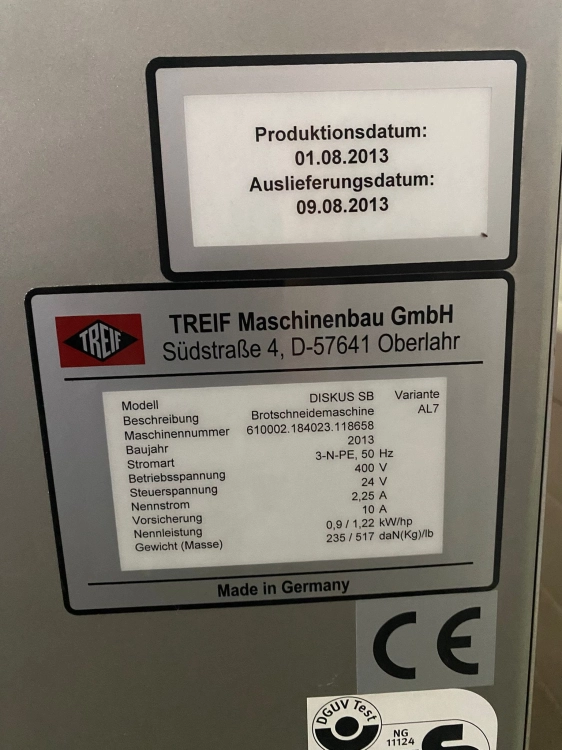 Produktionsdatum:
01.08.2013
Auslieferungsdatum:
09.08.2013
TREIF
TREIF Maschinenbau GmbH
Südstraße 4, D-57641 Oberlahr
Modell DISKUS SB Variante
Beschreibung Brotschneidemaschine AL7
Maschinennummer 610002.184023.118658
Baujahr 2013
Stromart 3-N-PE, 50 Hz
Betriebsspannung 400 V
Steuerspannung 24 V
Nennstrom 2,25 A
Vorsicherung 10 A
Nennleistung 0,9 / 1,22 kW/hp
Gewicht (Masse) 235 / 517 daN(Kg)/lb
Made in Germany
CE
DGUV Test
NG
11124